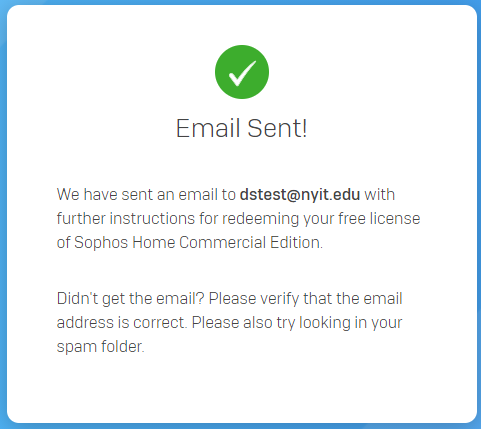 Email Sent!
We have sent an email to dstest@nyit.edu with
further instructions for redeeming your free license
of Sophos Home Commercial Edition.
Didn't get the email? Please verify that the email
address is correct. Please also try looking in your
spam folder.